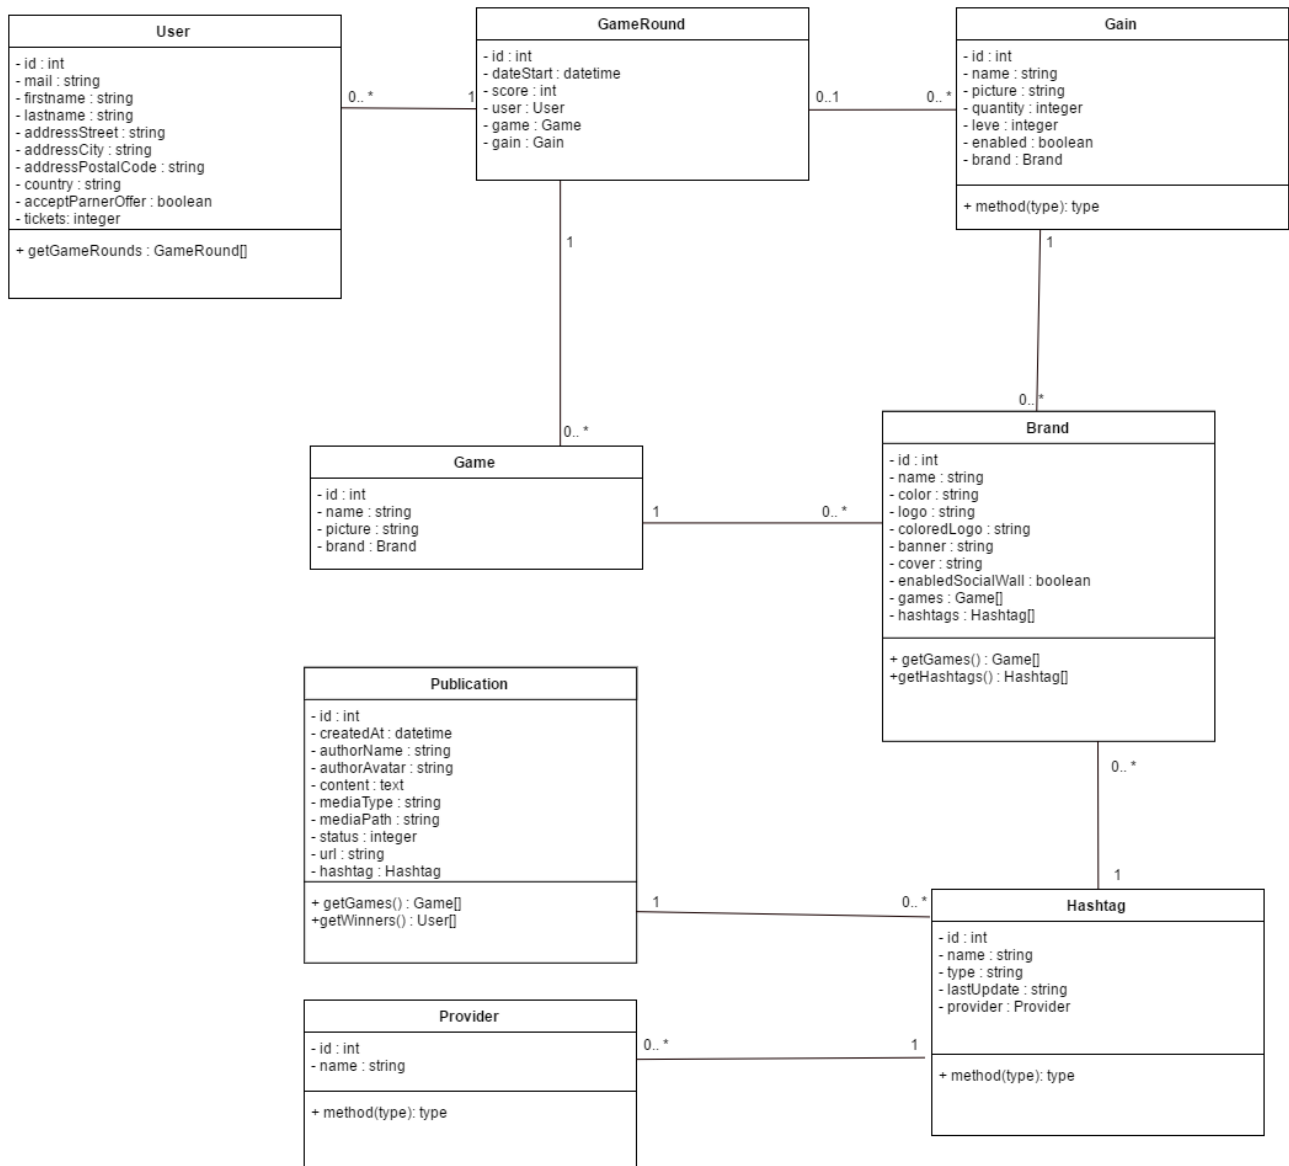 User
- id : int
- mail : string
- firstname : string
- lastname : string
- addressStreet : string
- addressCity : string
- addressPostalCode : string
- country : string
- acceptParnerOffer : boolean
- tickets: integer
+ getGameRounds : GameRound[]
0.. *
1
GameRound
- id : int
- dateStart : datetime
- score : int
- user : User
- game : Game
- gain : Gain
0..1
0.. *
Gain
- id : int
- name : string
- picture : string
- quantity : integer
- leve : integer
- enabled : boolean
- brand : Brand
+ method(type): type
1
1
0.. *
0.. *
Game
- id : int
- name : string
- picture : string
- brand : Brand
1
0.. *
Brand
- id : int
- name : string
- color : string
- logo : string
- coloredLogo : string
- banner : string
- cover : string
- enabledSocialWall : boolean
- games : Game[]
- hashtags : Hashtag[]
+ getGames() : Game[]
+getHashtags() : Hashtag[]
0.. *
1
Publication
- id : int
- createdAt : datetime
- authorName : string
- authorAvatar : string
- content : text
- mediaType : string
- mediaPath : string
- status : integer
- url : string
- hashtag : Hashtag
+ getGames() : Game[]
+getWinners() : User[]
1
0.. *
Hashtag
- id : int
- name : string
- type : string
- lastUpdate : string
- provider : Provider
+ method(type): type
Provider
- id : int
- name : string
+ method(type): type
0.. *
1